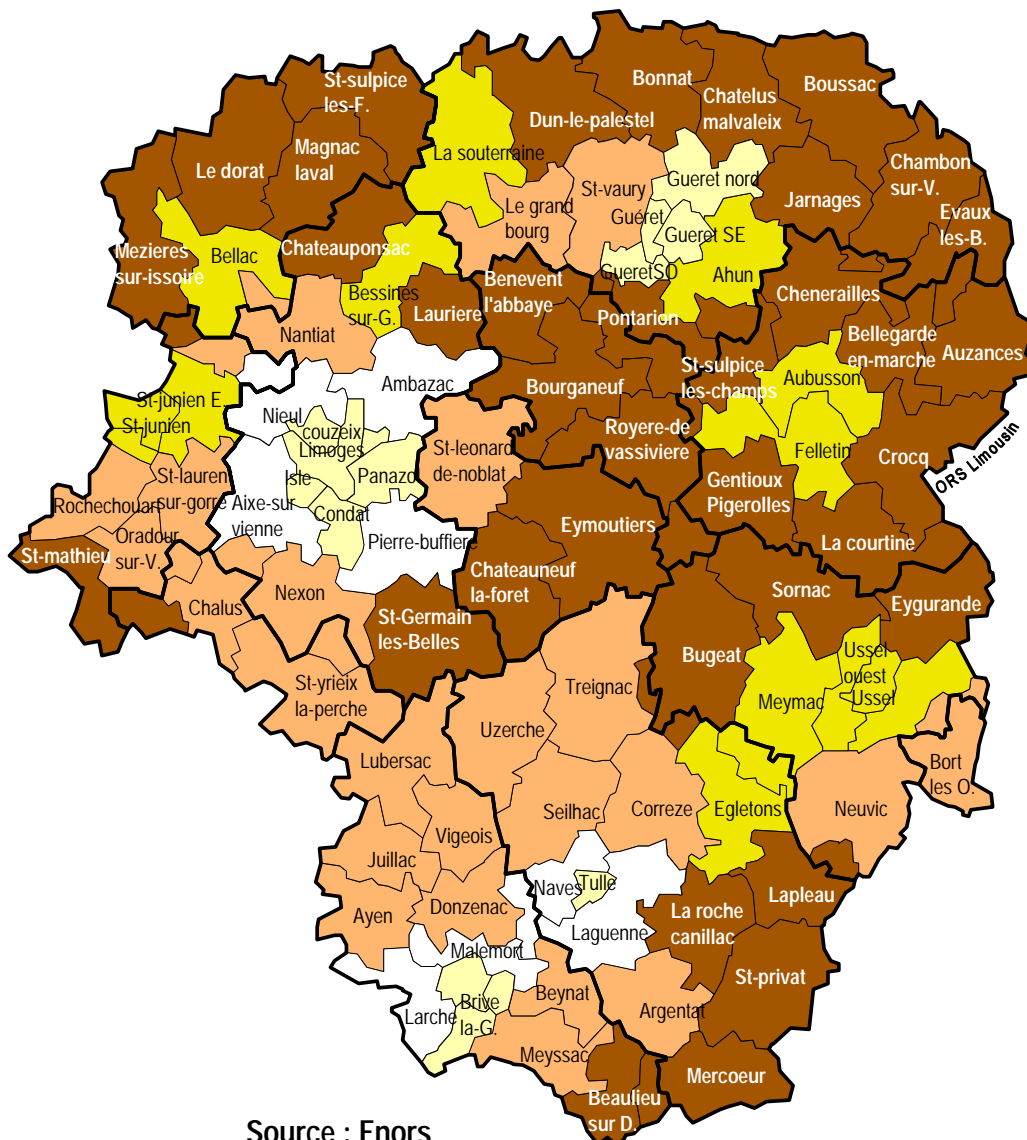 St-sulpice
les-F.
Bonnat
Boussac
Chatelus
malvaleix
Dun-le-palestel
Magnac
laval
La souterraine
Le dorat
Chambon
sur-V.
Gueret nord
St-vaury
Jarnages
Le grand
bourg
Guéret
Evaux
les-B.
Gueret SE
Mezieres
sur-issoire
Bellac
Chateauponsac
GueretSO
Ahun
Benevent
l'abbaye
Chenerailles
Bessines
sur-G.
Lauriere
Pontarion
Nantiat
Bellegarde
en-marche
Auzances
St-sulpice
les-champs
Aubusson
Ambazac
Bourganeuf
St-junien E.
St-junien
Nieul
couzeix
Limoges
Royere-de
vassiviere
St-leonard
de-noblat
Felletin
Crocq
ORS Limousin
St-laurent
sur-gorre
Isle
Panazo
Gentioux
Pigerolles
Rochechouart
Aixe-sur
vienne
Condat
Eymoutiers
Oradour
sur-V.
Pierre-buffiere
La courtine
St-mathieu
Chateauneuf
la-foret
Chalus
Nexon
Sornac
Eygurande
St-Germain
les-Belles
Bugeat
Ussel
ouest
Ussel
St-yrieix
la-perche
Treignac
Meymac
Uzerche
Lubersac
Bort
les O.
Seilhac
Correze
Egletons
Neuvic
Vigeois
Juillac
Naves
Tulle
Lapleau
Ayen
Donzenac
La roche
canillac
Laguenne
Malemort
St-privat
Beynat
Brive
la-G.
Larche
Argentat
Meyssac
Mercoeur
Beaulieu
sur D.
Source : Fnors